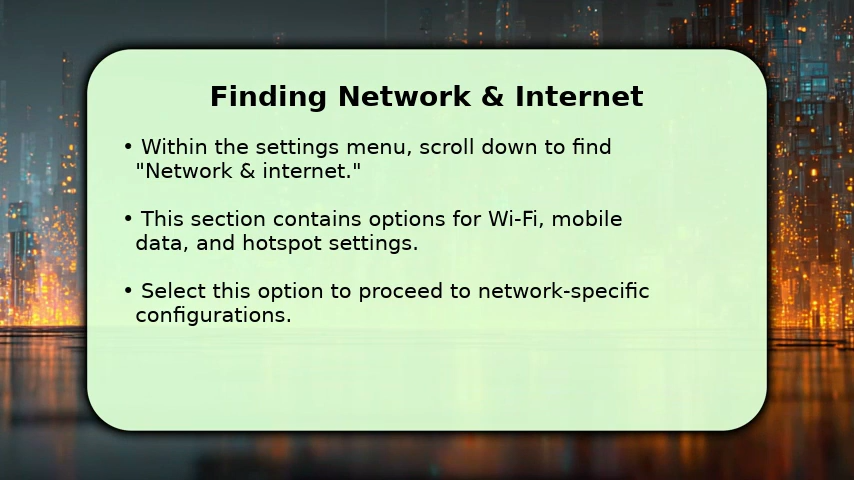 Finding Network & Internet
• Within the settings menu, scroll down to find
"Network & internet."
• This section contains options for Wi-Fi, mobile
data, and hotspot settings.
• Select this option to proceed to network-specific
configurations.